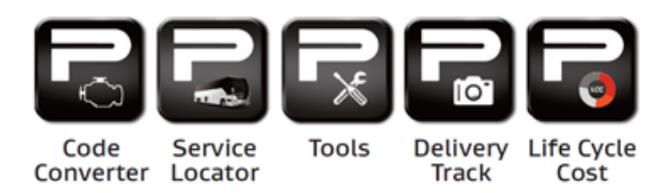 P P P P P
Code Service Tools Delivery Life Cycle
Converter Locator Track Cost